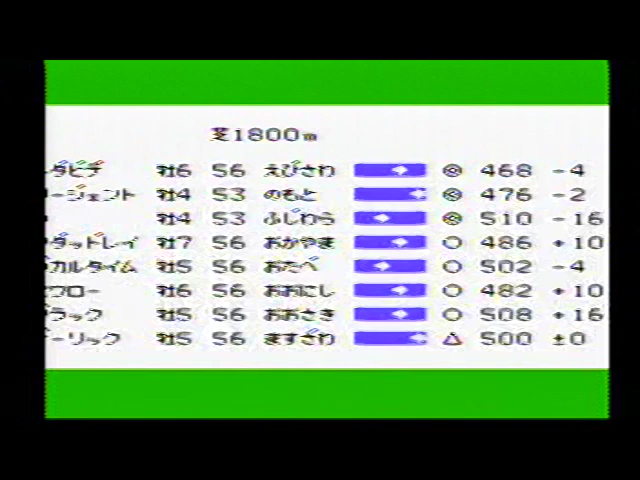 芝1800m
タピテ 牡6 56 えびさわ ◎ 468 -4
ージェント 牡4 53 のもと ◎ 476 -2
牡4 53 ふじわら ◎ 510 -16
ダッドレイ 牡7 56 おかやま ○ 486 +10
カルタイム 牡5 56 おたべ ○ 502 -4
ワロー 牡6 56 おおにし ○ 482 +10
ラック 牡5 56 おおさき ○ 508 +16
ーリック 牡5 56 ますざわ △ 500 ±0